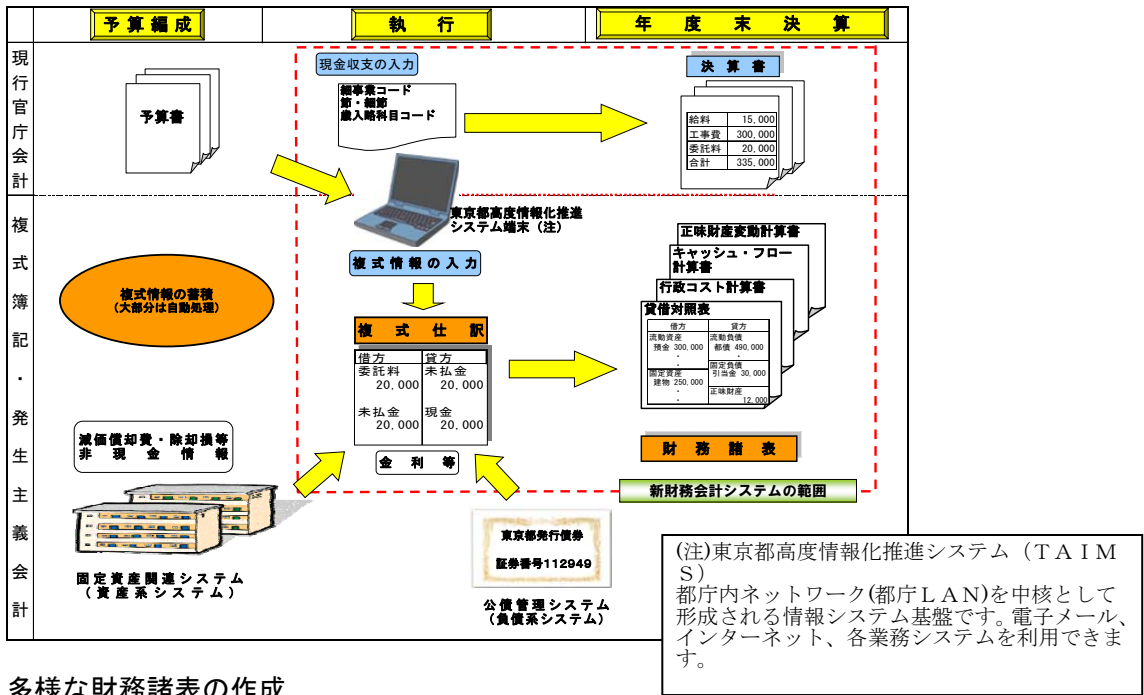 予算編成
執行
年度末決算
現行官庁会計
予算書
現金収支の入力
細事業コード
節・細節
歳入略科目コード
決算書
給料 15,000
工事費 300,000
委託料 20,000
合計 335,000
東京都高度情報化推進
システム端末(注)
複式簿記・発生主義会計
複式情報の蓄積
(大部分は自動処理)
複式情報の入力
複式仕訳
借方 貸方
委託料 未払金
20,000 20,000
未払金 現金
20,000 20,000
金利等
正味財産変動計算書
キャッシュ・フロー
計算書
行政コスト計算書
貸借対照表
借方 貸方
流動資産 流動負債
預金 300,000 都債 490,000
・ ・
・ 固定負債
固定資産 引当金 30,000
建物 250,000 ・
・ 正味財産
・ 12,000
財務諸表
新財務会計システムの範囲
減価償却費・除却損等
非現金情報
固定資産関連システム
(資産系システム)
東京都発行債券
証券番号112949
公債管理システム
(負債系システム)
(注)東京都高度情報化推進システム(TAIM
S)
都庁内ネットワーク(都庁LAN)を中核として
形成される情報システム基盤です。電子メール、
インターネット、各業務システムを利用できま
す。
多様な財務諸表の作成